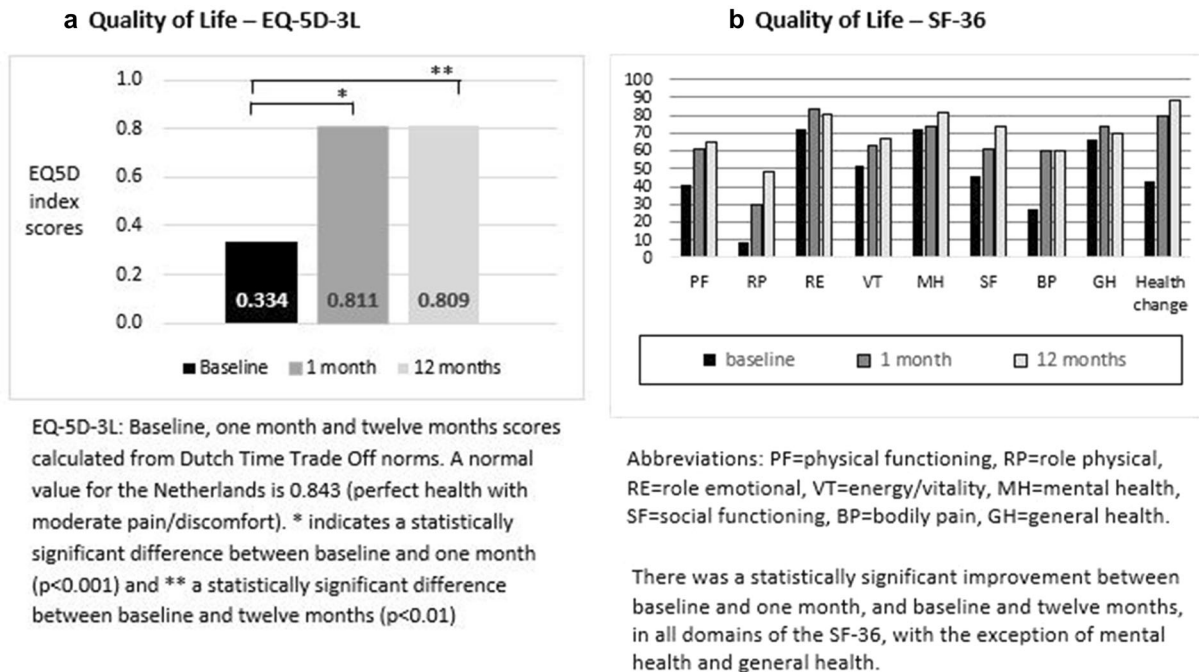 a Quality of Life – EQ-5D-3L
1.0
0.8
0.6
0.4
0.2
0.0
EQ5D
index
scores
*
**
0.334
0.811
0.809
Baseline
1 month
12 months
EQ-5D-3L: Baseline, one month and twelve months scores
calculated from Dutch Time Trade Off norms. A normal
value for the Netherlands is 0.843 (perfect health with
moderate pain/discomfort). * indicates a statistically
significant difference between baseline and one month
(p<0.001) and ** a statistically significant difference
between baseline and twelve months (p<0.01)
b Quality of Life – SF-36
100
90
80
70
60
50
40
30
20
10
0
PF
RP
RE
VT
MH
SF
BP
GH
Health
change
baseline
1 month
12 months
Abbreviations: PF=physical functioning, RP=role physical,
RE=role emotional, VT=energy/vitality, MH=mental health,
SF=social functioning, BP=bodily pain, GH=general health.
There was a statistically significant improvement between
baseline and one month, and baseline and twelve months,
in all domains of the SF-36, with the exception of mental
health and general health.